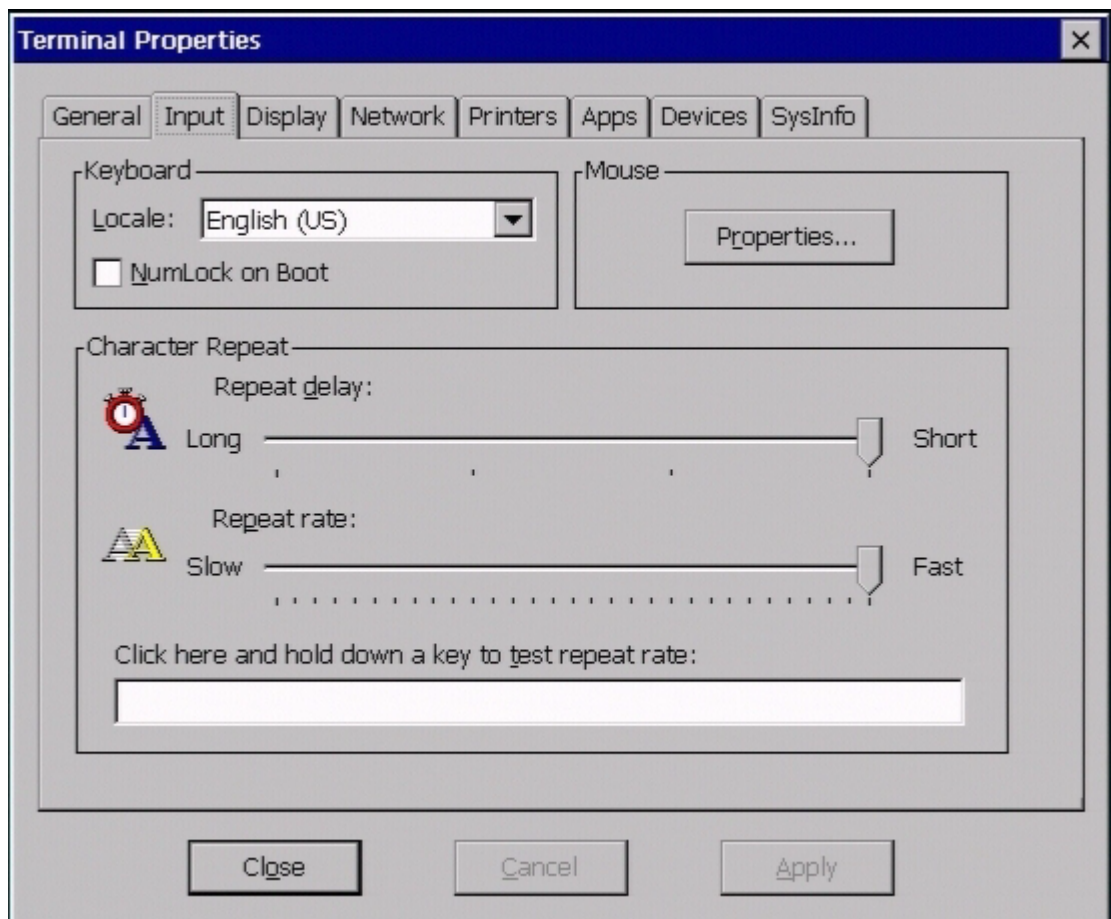 Terminal Properties
General Input Display Network Printers Apps Devices SysInfo
Keyboard
Locale: English (US)
NumLock on Boot
Mouse
Properties...
Character Repeat
Repeat delay:
Long Short
Repeat rate:
Slow Fast
Click here and hold down a key to test repeat rate:
Close Cancel Apply